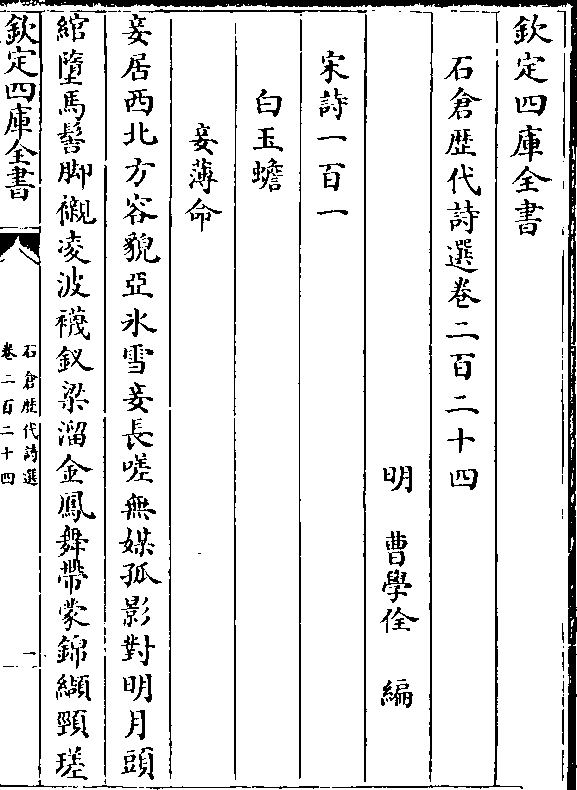 欽定四庫全書
石倉歴代詩選卷二百二十四
明　曹學佺　編
宋詩一百一
白玉蟾
妾薄命
妾居西北方容貌亞氷雪妾長嗟無媒孤影對明月頭
綰墮馬髻脚襯凌波襪釵梁溜金鳳舞帶蒙錦纈頸瑳
欽定四庫全書
石倉歴代詩選
卷二百二十四
一